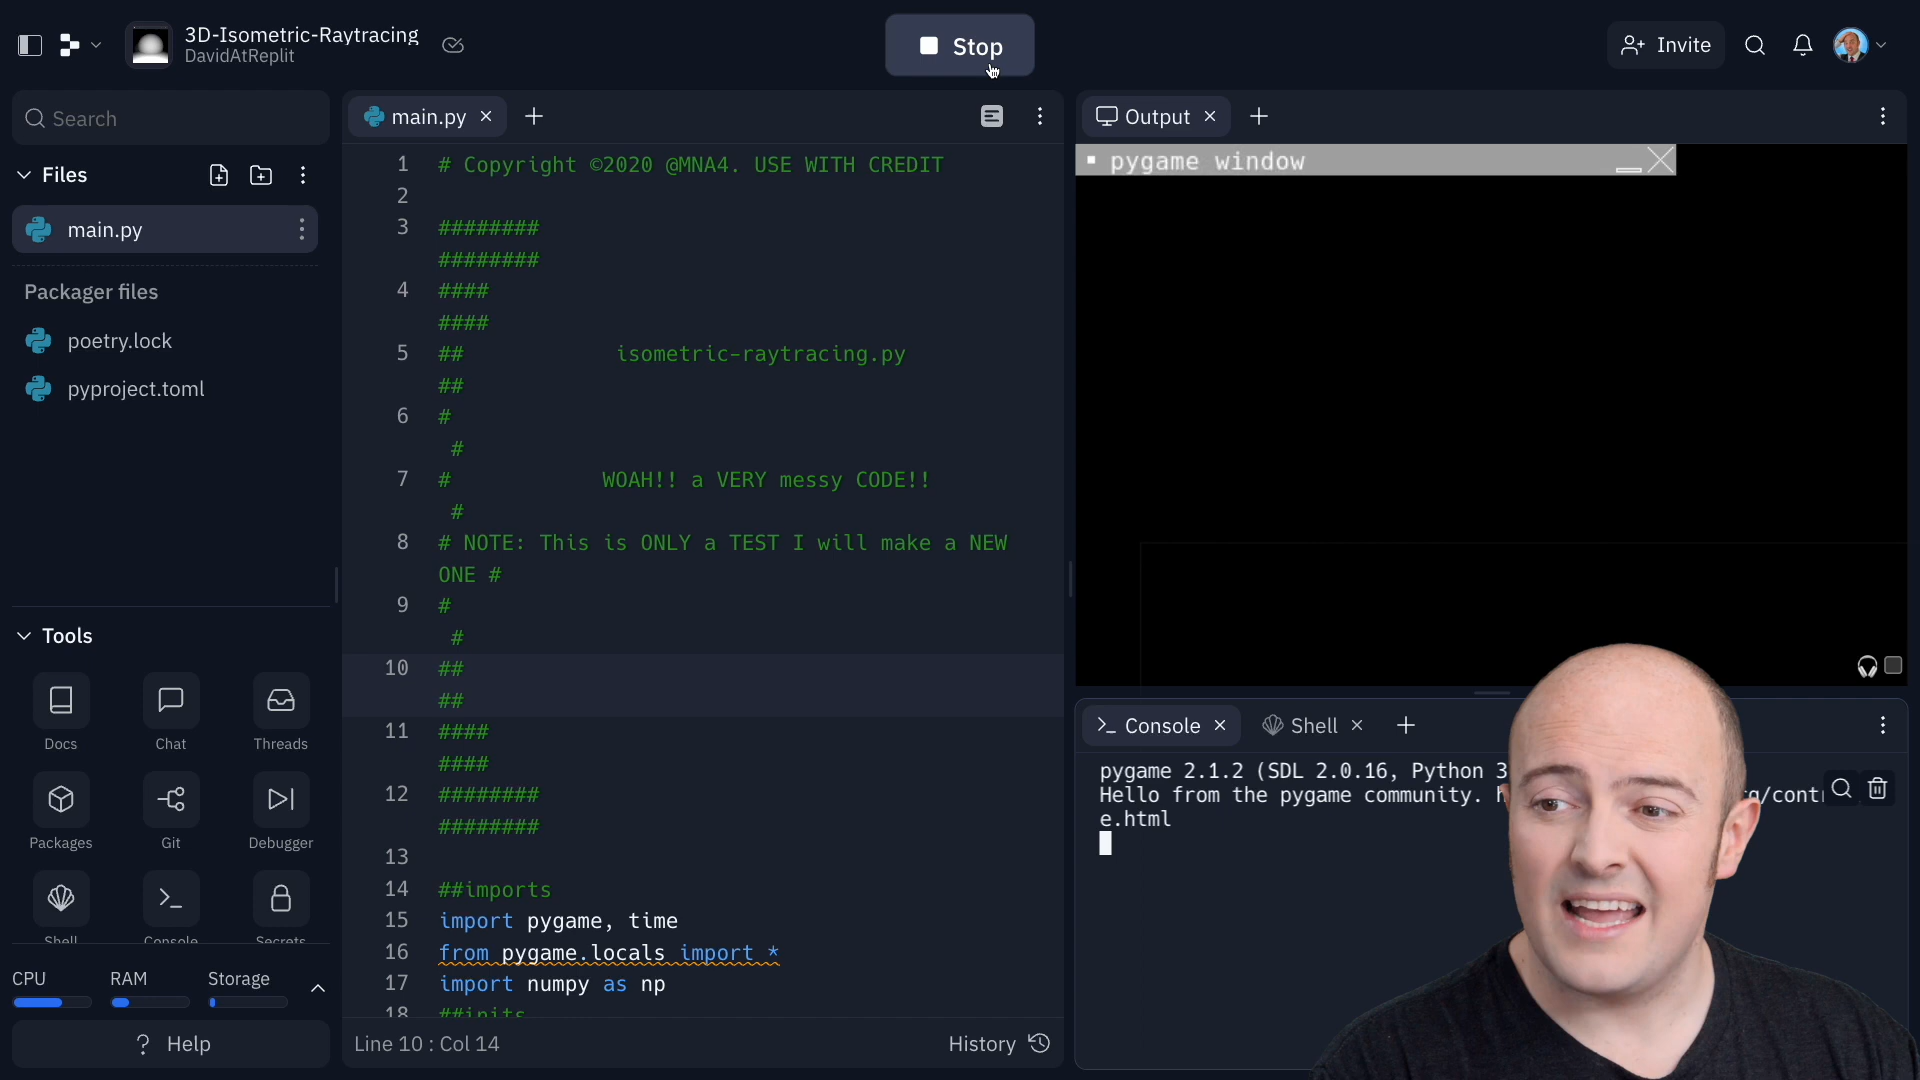 3D-Isometric-Raytracing
DavidAtReplit
Stop
Invite
Search
Files
main.py
Packager files
poetry.lock
pyproject.toml
Tools
Docs
Chat
Threads
Packages
Git
Debugger
Shell
Console
Secrets
CPU
RAM
Storage
? Help
main.py
1 # Copyright ©2020 @MNA4. USE WITH CREDIT
2
3 ########
########
4 ####
####
5 ## isometric-raytracing.py
##
6 #
#
7 # WOAH!! a VERY messy CODE!!
#
8 # NOTE: This is ONLY a TEST I will make a NEW
ONE #
9 #
#
10 ##
##
11 ####
####
12 ########
########
13
14 ##imports
15 import pygame, time
16 from pygame.locals import *
17 import numpy as np
18 ##inits
Line 10 : Col 14
History
Output
pygame window
Console
Shell
pygame 2.1.2 (SDL 2.0.16, Python 3
Hello from the pygame community.
e.html